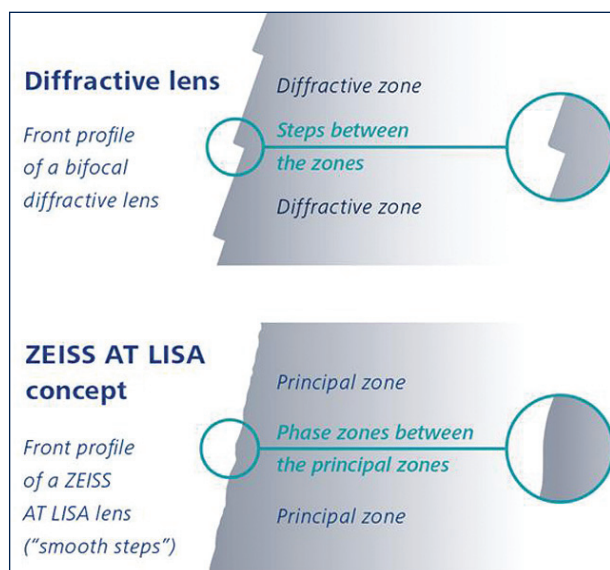 Diffractive lens
Front profile
of a bifocal
diffractive lens
Diffractive zone
Steps between
the zones
Diffractive zone
ZEISS AT LISA
concept
Front profile
of a ZEISS
AT LISA lens
(“smooth steps”)
Principal zone
Phase zones between
the principal zones
Principal zone